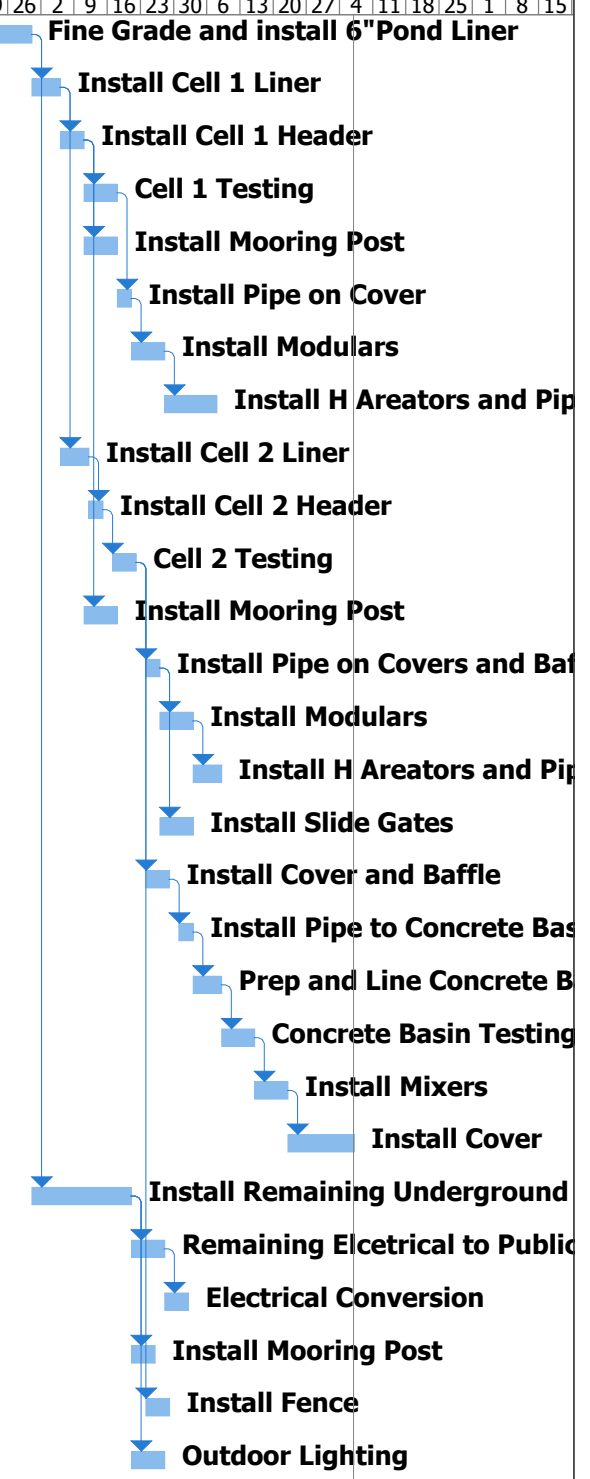 26 2 9 16 23 30 6 13 20 27 4 11 18 25 1 8 15
Fine Grade and install 6"Pond Liner
Install Cell 1 Liner
Install Cell 1 Header
Cell 1 Testing
Install Mooring Post
Install Pipe on Cover
Install Modulars
Install H Areators and Pip
Install Cell 2 Liner
Install Cell 2 Header
Cell 2 Testing
Install Mooring Post
Install Pipe on Covers and Baf
Install Modulars
Install H Areators and Pip
Install Slide Gates
Install Cover and Baffle
Install Pipe to Concrete Bas
Prep and Line Concrete B
Concrete Basin Testing
Install Mixers
Install Cover
Install Remaining Underground
Remaining Elcetrical to Public
Electrical Conversion
Install Mooring Post
Install Fence
Outdoor Lighting